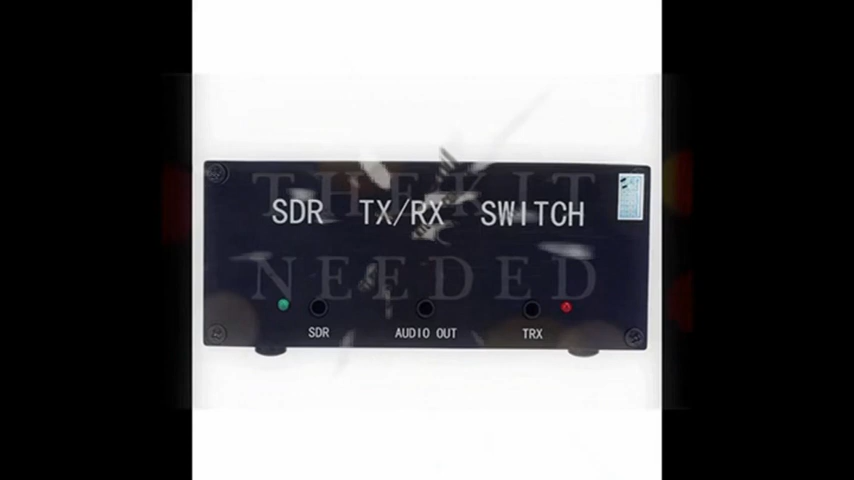 THE KIT
SDR TX/RX SWITCH
NEEDED
SDR AUDIO OUT TRX